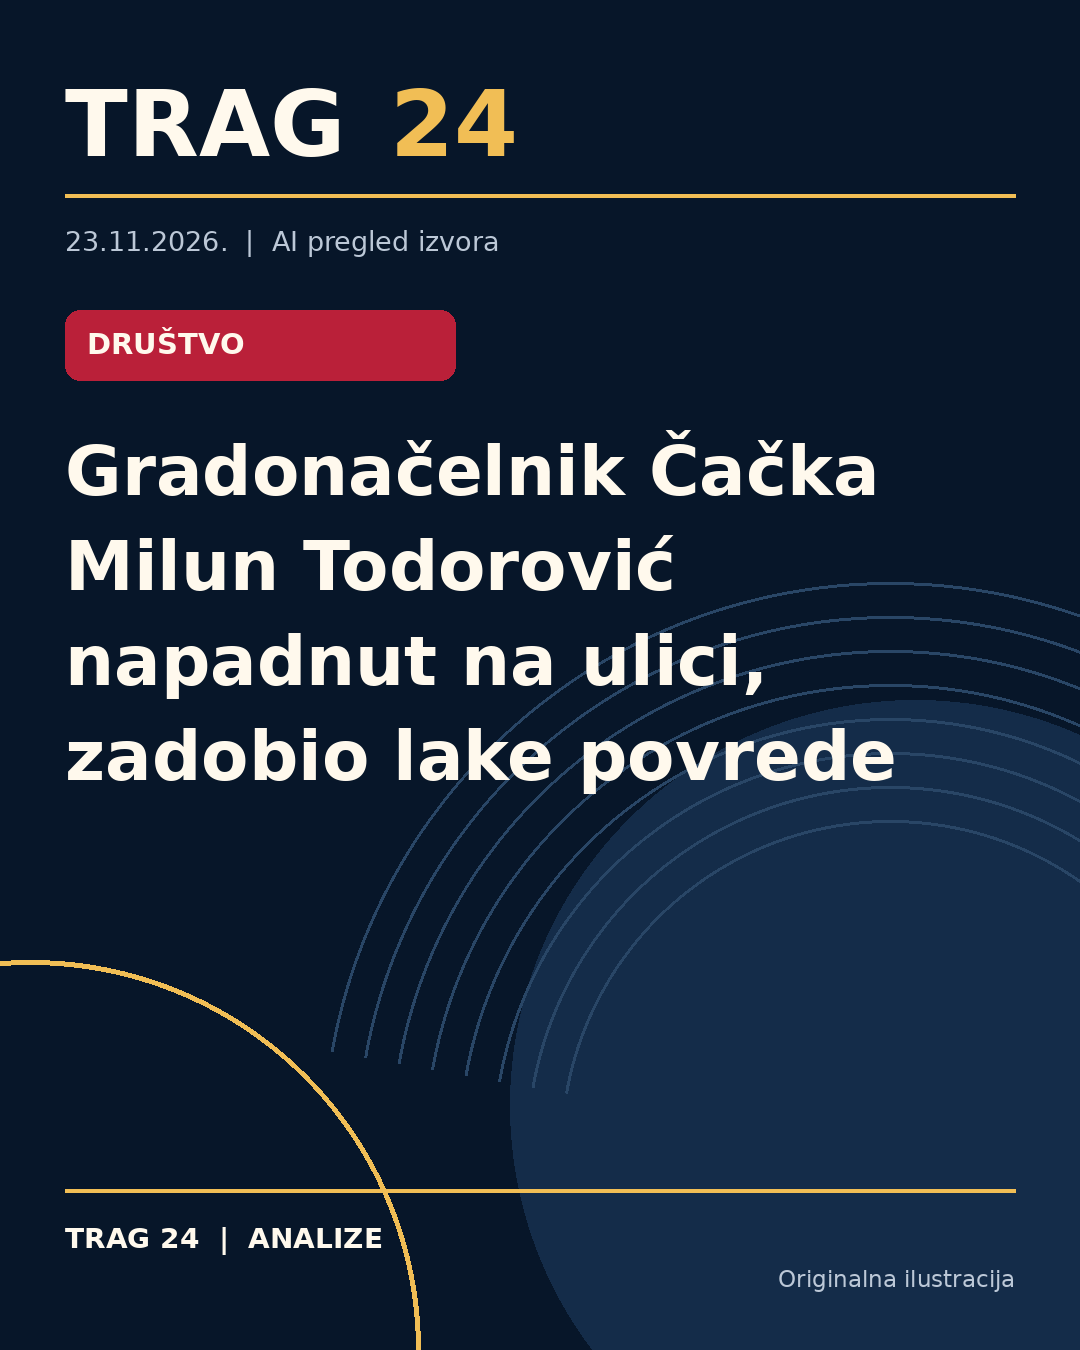 TRAG 24
23.11.2026. | AI pregled izvora
DRUŠTVO
Gradonačelnik Čačka
Milun Todorović
napadnut na ulici,
zadobio lake povrede
TRAG 24 | ANALIZE
Originalna ilustracija